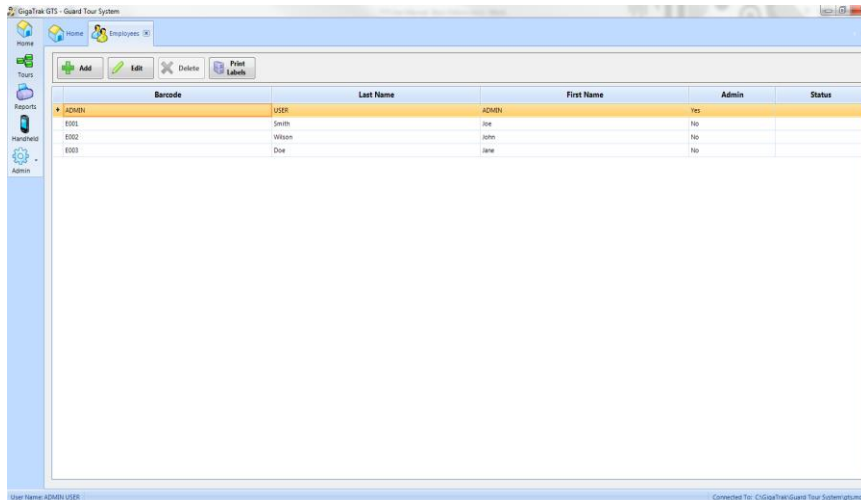 GigaTrak GTS - Guard Tour System
Home
Tours
Reports
Handheld
Admin
Home Employees
Add Edit Delete Print Labels
Barcode Last Name First Name Admin Status
ADMIN USER ADMIN Yes
E001 Smith Joe No
E002 Wilson John No
E003 Doe Jane No
User Name: ADMIN USER
Connected To: C:\GigaTrak\Guard Tour System\